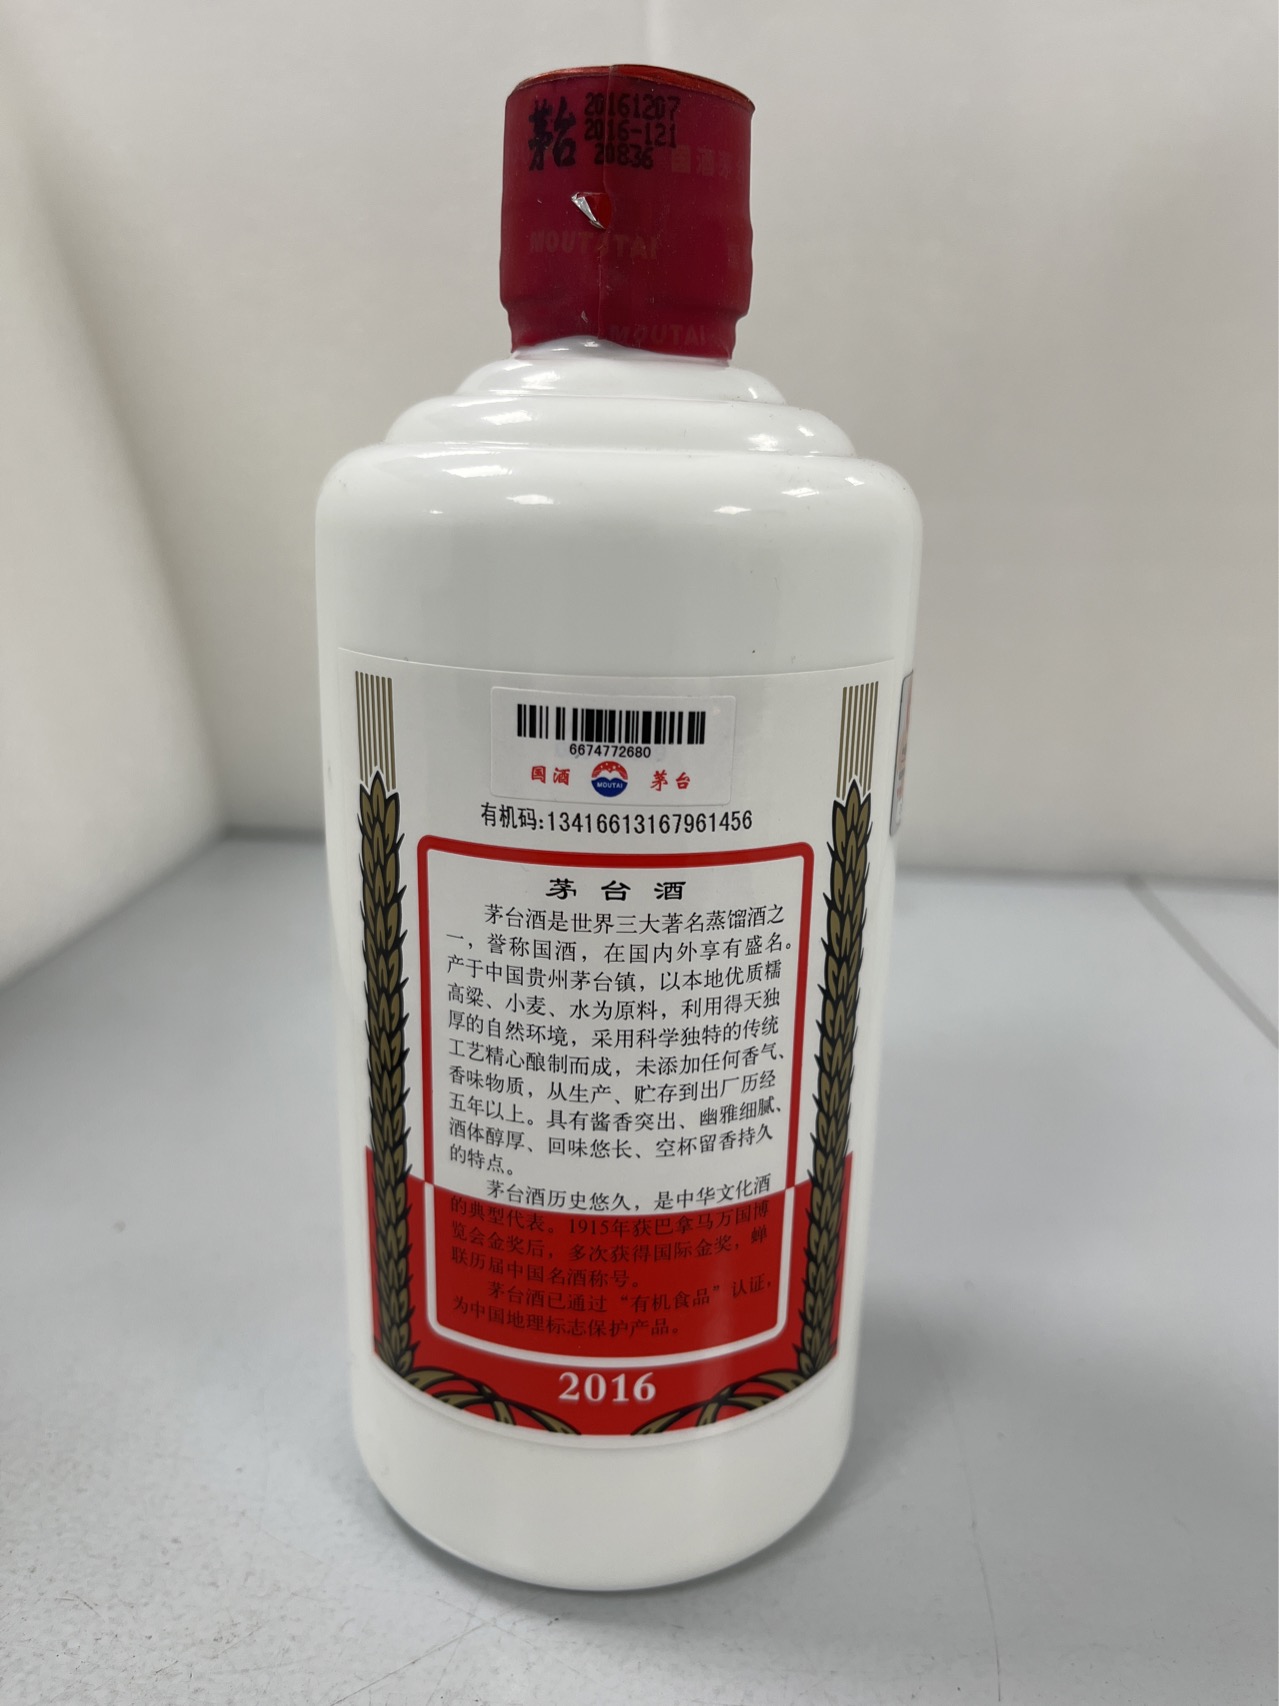 茅台
20161207
2016-121
20836
国酒茅
MOUTAI
MOUTAI
6674772680
国酒
MOUTAI
茅台
有机码:13416613167961456
茅台酒
茅台酒是世界三大著名蒸馏酒之
一，誉称国酒，在国内外享有盛名。
产于中国贵州茅台镇，以本地优质糯
高粱、小麦、水为原料，利用得天独
厚的自然环境，采用科学独特的传统
工艺精心酿制而成，未添加任何香气、
香味物质，从生产、贮存到出厂历经
五年以上。具有酱香突出、幽雅细腻、
酒体醇厚、回味悠长、空杯留香持久
的特点。
茅台酒历史悠久，是中华文化酒
的典型代表。1915年获巴拿马万国博
览会金奖后，多次获得国际金奖，蝉
联历届中国名酒称号。
茅台酒已通过“有机食品”认证，
为中国地理标志保护产品。
2016